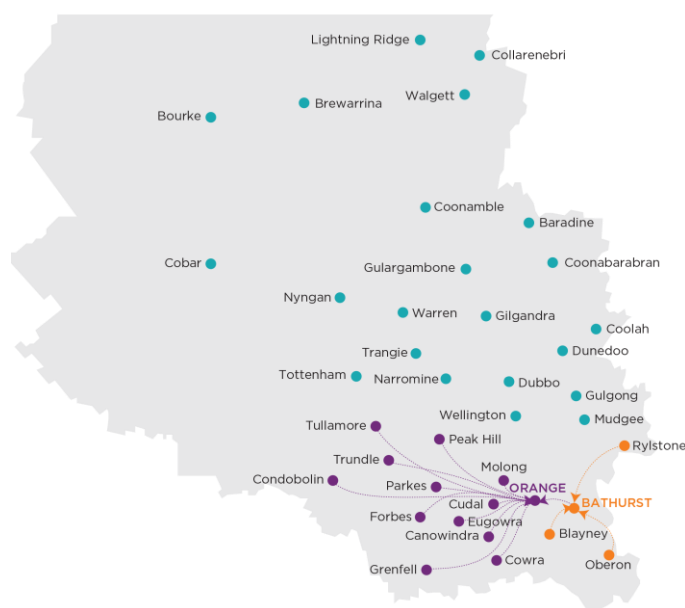 Lightning Ridge
Collarenebri
Walgett
Brewarrina
Bourke
Coonamble
Baradine
Cobar
Gulargambone
Coonabarabran
Nyngan
Warren
Gilgandra
Coolah
Trangie
Dunedoo
Tottenham
Narromine
Dubbo
Gulgong
Wellington
Mudgee
Tullamore
Peak Hill
Rylstone
Trundle
Molong
Condobolin
Parkes
ORANGE
Cudal
BATHURST
Forbes
Eugowra
Canowindra
Blayney
Cowra
Oberon
Grenfell